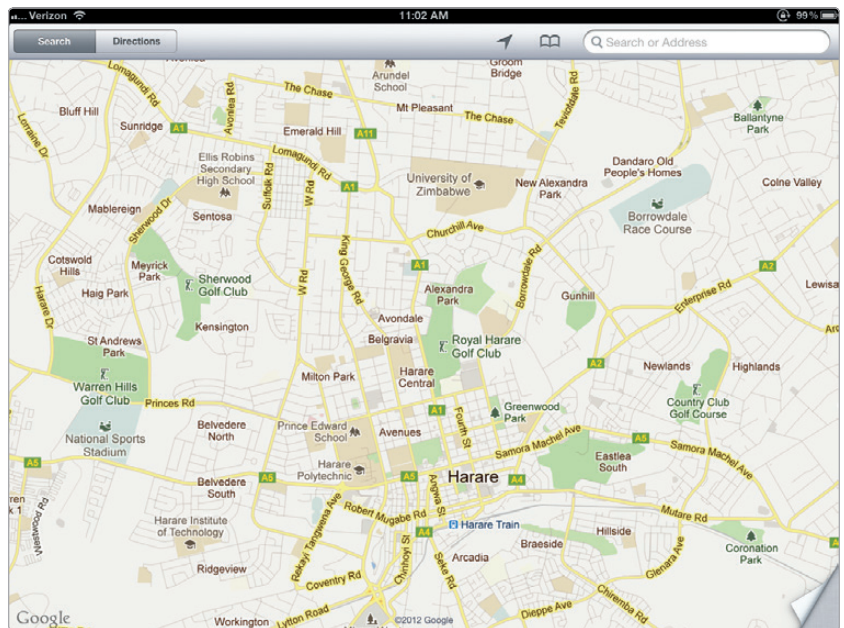 Verizon
11:02 AM
99%
Search
Directions
Search or Address
Lomagundi Rd
Avonlea Rd
The Chase
Arundel
School
Groom
Bridge
Mt Pleasant
The Chase
Teviotdale Rd
Ballantyne
Park
Bluff Hill
Lorraine Dr
Sunridge
A1
Emerald Hill
A11
Ellis Robins
Secondary
High School
Lomagundi Rd
Suffolk Rd
W Rd
A1
University of
Zimbabwe
New Alexandra
Park
Dandaro Old
People's Homes
Colne Valley
Mablereign
Sherwood Dr
Sentosa
Churchill Ave
Borrowdale
Race Course
Borrowdale Rd
Cotswold
Hills
Meyrick
Park
Sherwood
Golf Club
W Rd
King George Rd
A1
A2
Enterprise Rd
Lewisa
Haig Park
Harare Dr
Alexandra
Park
Gunhill
Kensington
Avondale
St Andrews
Park
Belgravia
Royal Harare
Golf Club
A2
Newlands
Highlands
Warren Hills
Golf Club
Milton Park
Harare
Central
Country Club
Golf Course
Princes Rd
A1
Fourth St
Greenwood
Park
National Sports
Stadium
Belvedere
North
Prince Edward
School
Avenues
Samora Machel Ave
A5
Samora Machel Ave
A5
Harare
Polytechnic
A5
Harare
A4
Eastlea
South
Belvedere
South
A5
Angwa St
Robert Mugabe Rd
Mutare Rd
Westwood Rd
Harare Institute
of Technology
Rekayi Tangwena Ave
A4
Harare Train
Hillside
Braeside
Glenara Ave
Coronation
Park
Chinhoyi St
Seke Rd
Arcadia
Ridgeview
Coventry Rd
Chiremba Rd
Google
Workington
Lytton Road
©2012 Google
Dieppe Ave